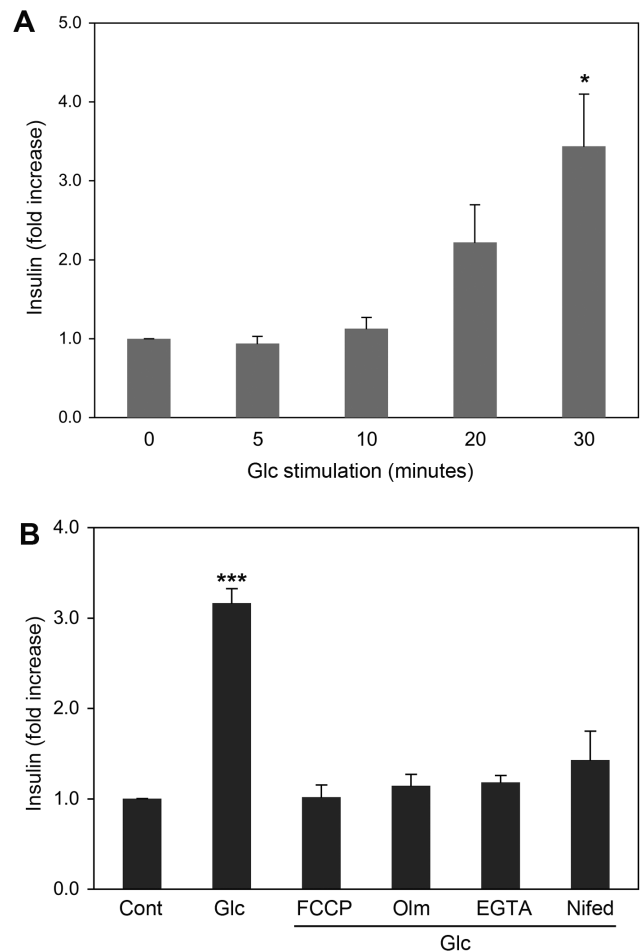 A
5.0
4.0
3.0
2.0
1.0
0.0
Insulin (fold increase)
*
0 5 10 20 30
Glc stimulation (minutes)
B
4.0
3.0
2.0
1.0
0.0
Insulin (fold increase)
***
Cont Glc FCCP Olm EGTA Nifed
Glc